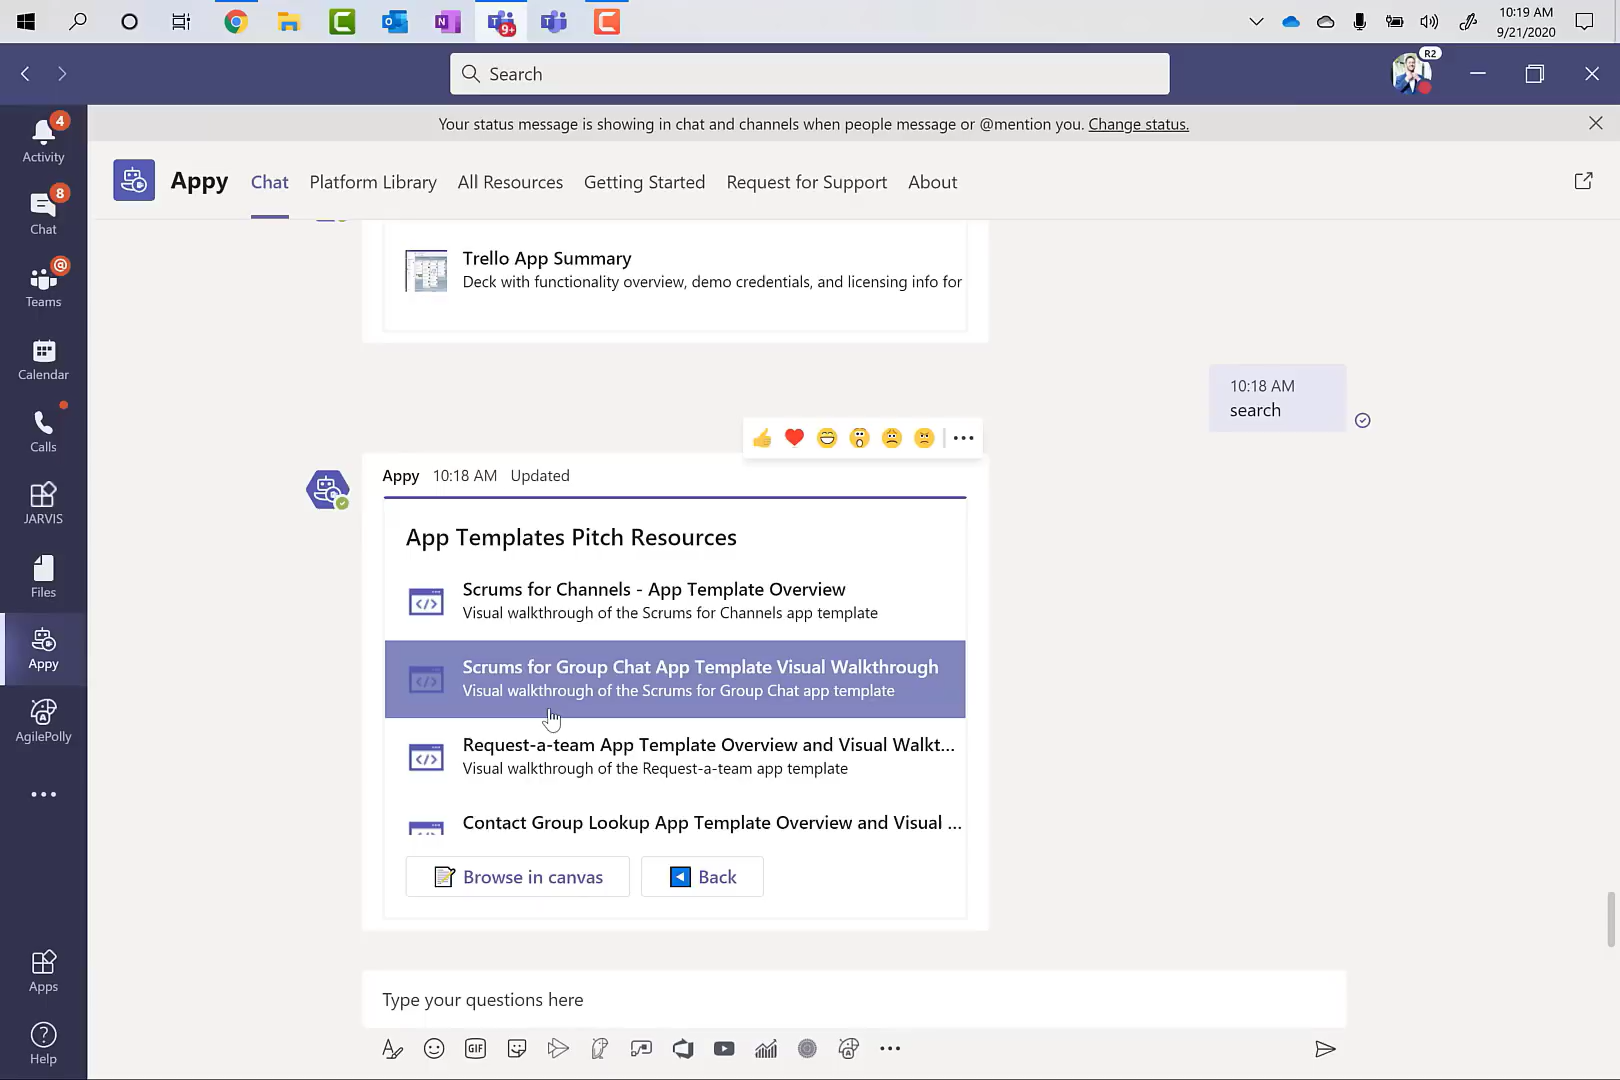 10:19 AM
9/21/2020
9+
Search
R2
Your status message is showing in chat and channels when people message or @mention you. Change status.
4
Activity
8
Chat
@
Teams
Calendar
Calls
JARVIS
Files
Appy
AgilePolly
Apps
Help
Appy
Chat
Platform Library
All Resources
Getting Started
Request for Support
About
Trello App Summary
Deck with functionality overview, demo credentials, and licensing info for
10:18 AM
search
Appy 10:18 AM Updated
App Templates Pitch Resources
Scrums for Channels - App Template Overview
Visual walkthrough of the Scrums for Channels app template
Scrums for Group Chat App Template Visual Walkthrough
Visual walkthrough of the Scrums for Group Chat app template
Request-a-team App Template Overview and Visual Walkt...
Visual walkthrough of the Request-a-team app template
Contact Group Lookup App Template Overview and Visual ...
Browse in canvas
Back
Type your questions here
GIF